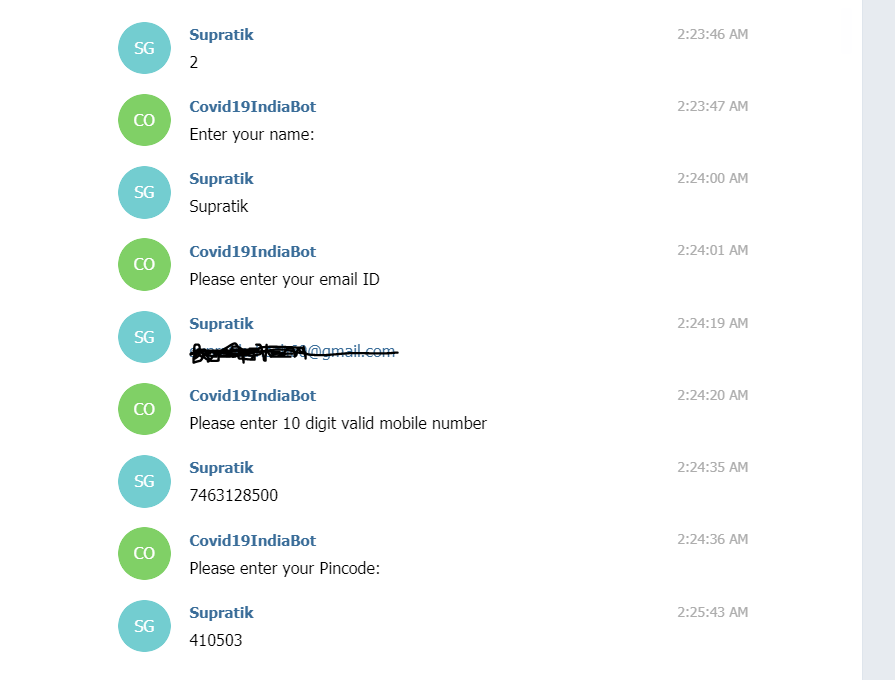 SG
Supratik
2:23:46 AM
2
CO
Covid19IndiaBot
2:23:47 AM
Enter your name:
SG
Supratik
2:24:00 AM
Supratik
CO
Covid19IndiaBot
2:24:01 AM
Please enter your email ID
SG
Supratik
2:24:19 AM
@gmail.com
CO
Covid19IndiaBot
2:24:20 AM
Please enter 10 digit valid mobile number
SG
Supratik
2:24:35 AM
7463128500
CO
Covid19IndiaBot
2:24:36 AM
Please enter your Pincode:
SG
Supratik
2:25:43 AM
410503